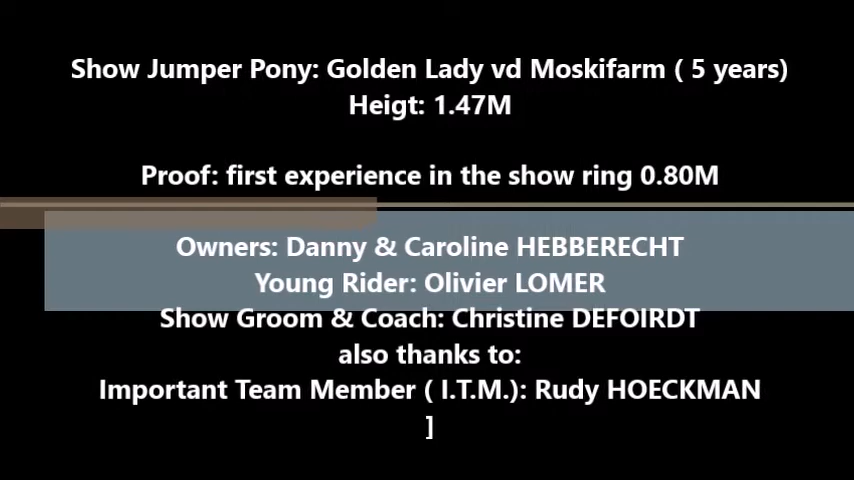 Show Jumper Pony: Golden Lady vd Moskifarm ( 5 years)
Heigt: 1.47M
Proof: first experience in the show ring 0.80M
Owners: Danny & Caroline HEBBERECHT
Young Rider: Olivier LOMER
Show Groom & Coach: Christine DEFOIRDT
also thanks to:
Important Team Member ( I.T.M.): Rudy HOECKMAN
]